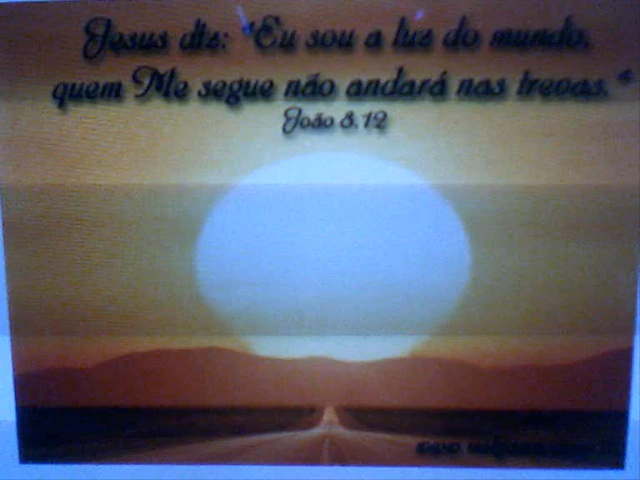 Jesus diz: "Eu sou a luz do mundo,
quem Me segue não andará nas trevas."
João 8,12